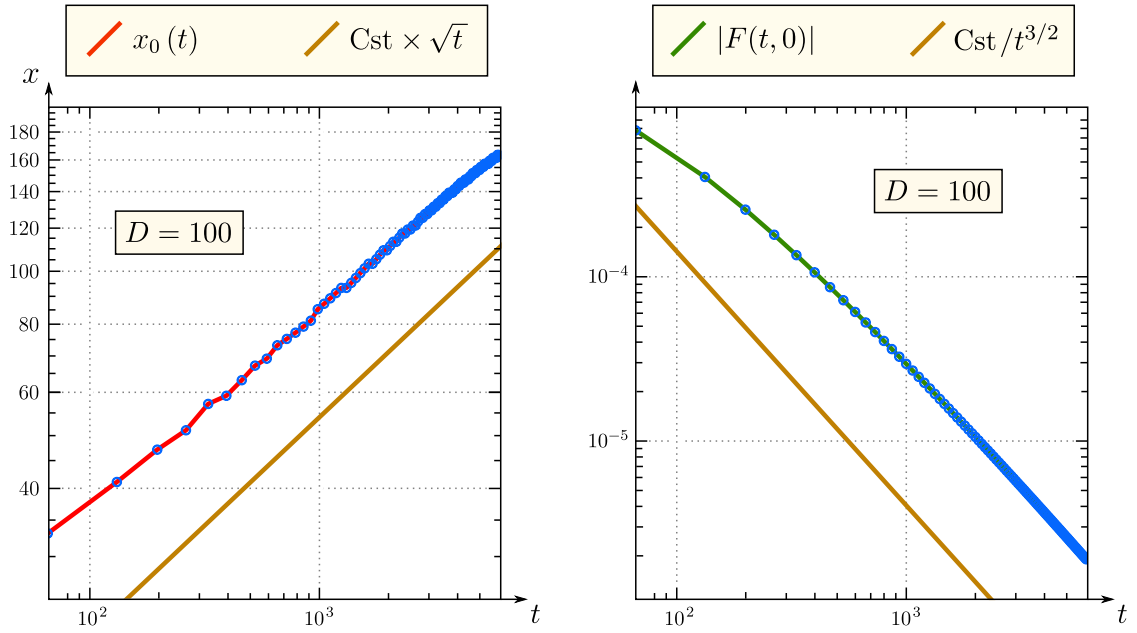 x₀ (t)
Cst × √t
x
180
160
140
120
100
80
60
40
D = 100
10²
10³
t
|F(t, 0)|
Cst/t^{3/2}
D = 100
10⁻⁴
10⁻⁵
10²
10³
t